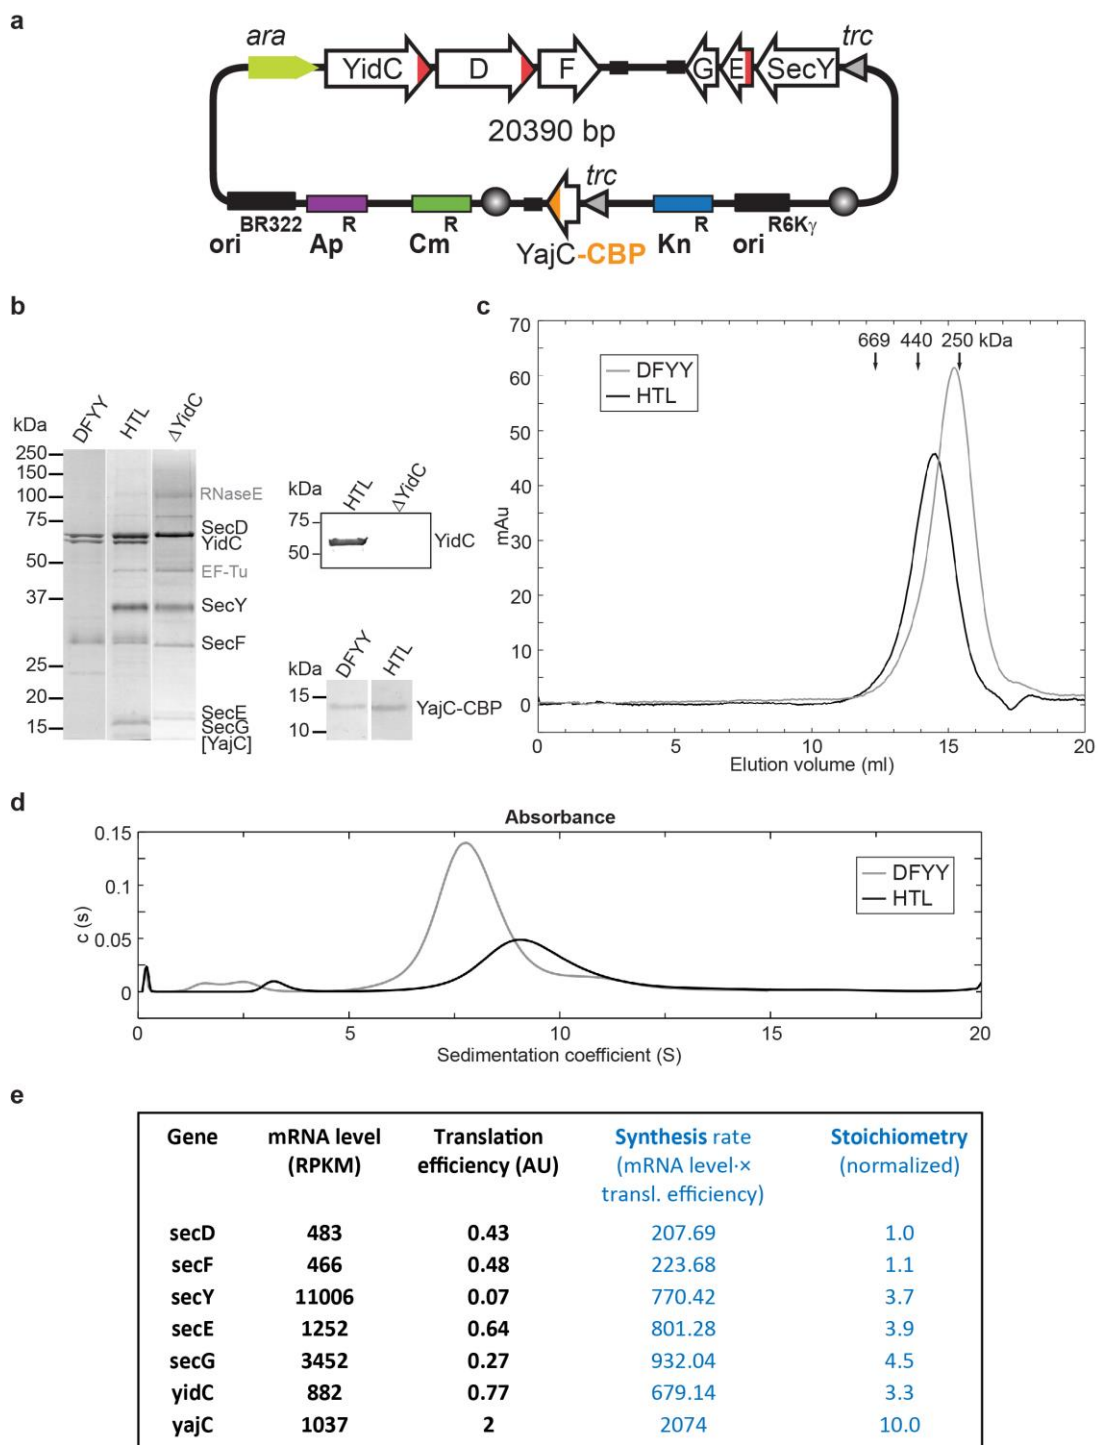 a
ara
trc
YidC D F G E SecY
20390 bp
trc
ori BR322 Ap R Cm R YajC-CBP Kn R ori R6Kγ
b
kDa DFYY HTL ΔYidC
250
150
100
75
50
37
25
20
15
RNaseE
SecD
YidC
EF-Tu
SecY
SecF
SecE
SecG
[YajC]
kDa HTL ΔYidC
75
50
YidC
kDa DFYY HTL
15
10
YajC-CBP
c
70
60
50
40
30
20
10
0
mAu
DFYY
HTL
669 440 250 kDa
0 5 10 15 20
Elution volume (ml)
d
Absorbance
0.15
0.1
0.05
0
c (s)
DFYY
HTL
0 5 10 15 20
Sedimentation coefficient (S)
e
Gene mRNA level Translation Synthesis rate Stoichiometry
(RPKM) efficiency (AU) (mRNA level·× (normalized)
transl. efficiency)
secD 483 0.43 207.69 1.0
secF 466 0.48 223.68 1.1
secY 11006 0.07 770.42 3.7
secE 1252 0.64 801.28 3.9
secG 3452 0.27 932.04 4.5
yidC 882 0.77 679.14 3.3
yajC 1037 2 2074 10.0